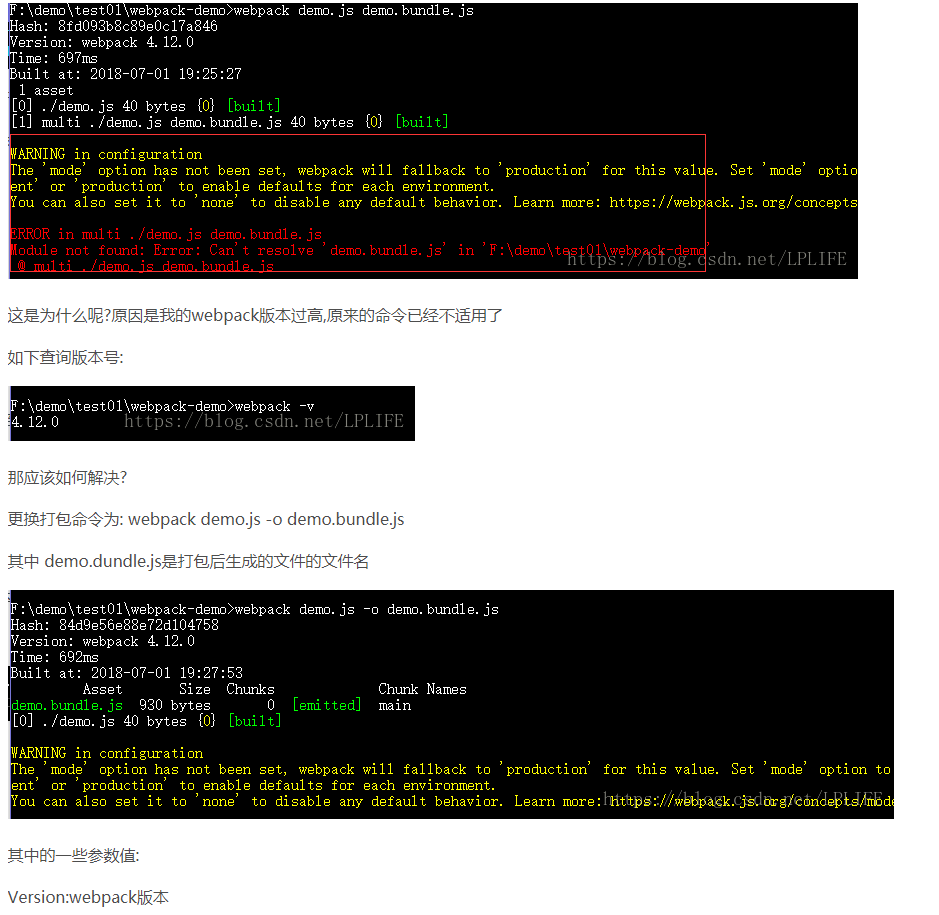 F:\demo\test01\webpack-demo>webpack demo.js demo.bundle.js
Hash: 8fd093b8c89e0c17a846
Version: webpack 4.12.0
Time: 697ms
Built at: 2018-07-01 19:25:27
1 asset
[0] ./demo.js 40 bytes {0} [built]
[1] multi ./demo.js demo.bundle.js 40 bytes {0} [built]
WARNING in configuration
The 'mode' option has not been set, webpack will fallback to 'production' for this value. Set 'mode' optio
ent' or 'production' to enable defaults for each environment.
You can also set it to 'none' to disable any default behavior. Learn more: https://webpack.js.org/concepts
ERROR in multi ./demo.js demo.bundle.js
Module not found: Error: Can't resolve 'demo.bundle.js' in 'F:\demo\test01\webpack-demo'
@ multi ./demo.js demo.bundle.js
https://blog.csdn.net/LPLIFE
这是为什么呢?原因是我的webpack版本过高,原来的命令已经不适用了
如下查询版本号:
F:\demo\test01\webpack-demo>webpack -v
4.12.0
https://blog.csdn.net/LPLIFE
那应该如何解决?
更换打包命令为: webpack demo.js -o demo.bundle.js
其中 demo.dundle.js是打包后生成的文件的文件名
F:\demo\test01\webpack-demo>webpack demo.js -o demo.bundle.js
Hash: 84d9e56e88e72d104758
Version: webpack 4.12.0
Time: 692ms
Built at: 2018-07-01 19:27:53
Asset Size Chunks Chunk Names
demo.bundle.js 930 bytes 0 [emitted] main
[0] ./demo.js 40 bytes {0} [built]
WARNING in configuration
The 'mode' option has not been set, webpack will fallback to 'production' for this value. Set 'mode' option to
ent' or 'production' to enable defaults for each environment.
You can also set it to 'none' to disable any default behavior. Learn more: https://webpack.js.org/concepts/mode
https://blog.csdn.net/LPLIFE
其中的一些参数值:
Version:webpack版本